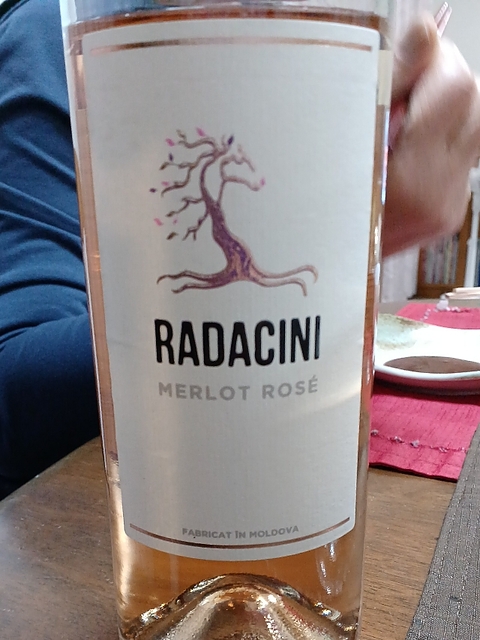 RADACINI
MERLOT ROSÉ
FABRICAT ÎN MOLDOVA